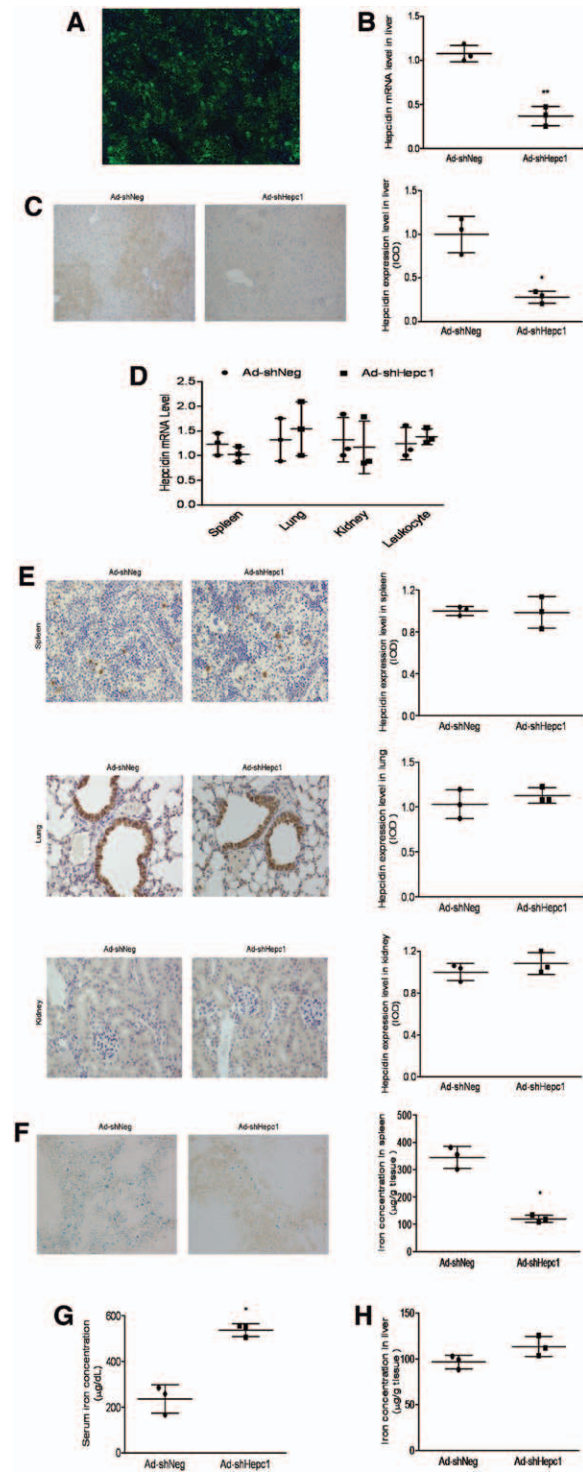 A
B
Hepcidin mRNA level in liver
1.5
1.0
0.5
0.0
**
Ad-shNeg
Ad-shHepc1
C
Ad-shNeg
Ad-shHepc1
Hepcidin expression level in liver
(IOD)
1.5
1.0
0.5
0.0
*
Ad-shNeg
Ad-shHepc1
D
Ad-shNeg
Ad-shHepc1
Hepcidin mRNA Level
2.5
2.0
1.5
1.0
0.5
0.0
Spleen
Lung
Kidney
Leukocyte
E
Ad-shNeg
Ad-shHepc1
Spleen
Hepcidin expression level in spleen
(IOD)
1.2
0.8
0.4
0.0
Ad-shNeg
Ad-shHepc1
Ad-shNeg
Ad-shHepc1
Lung
Hepcidin expression level in lung
(IOD)
1.5
1.0
0.5
0.0
Ad-shNeg
Ad-shHepc1
Ad-shNeg
Ad-shHepc1
Kidney
Hepcidin expression level in kidney
(IOD)
1.2
0.8
0.4
0.0
Ad-shNeg
Ad-shHepc1
F
Ad-shNeg
Ad-shHepc1
Iron concentration in spleen
(μg/g tissue)
500
400
300
200
100
0
*
Ad-shNeg
Ad-shHepc1
G
Serum iron concentration
(μg/dL)
600
400
200
0
*
Ad-shNeg
Ad-shHepc1
H
Iron concentration in liver
(μg/g tissue)
150
100
50
0
Ad-shNeg
Ad-shHepc1